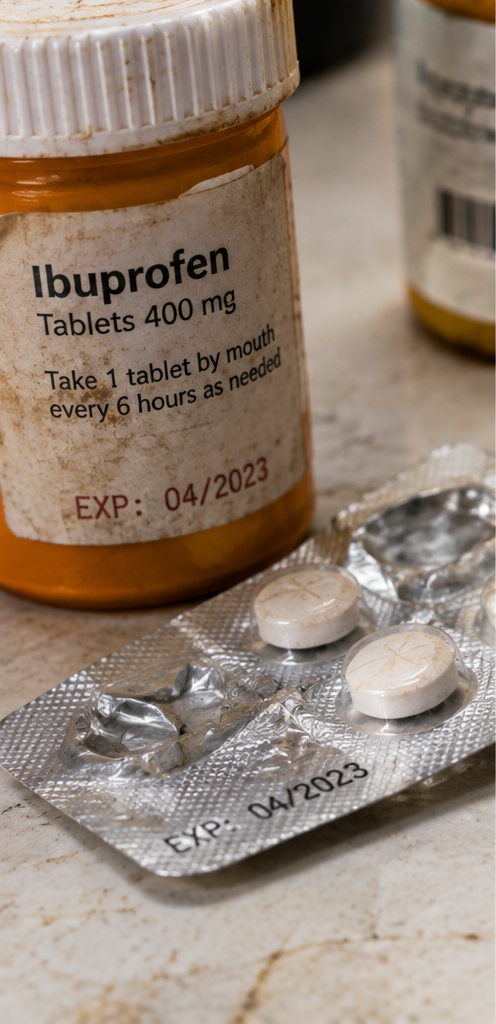 Ibuprofen
Tablets 400 mg
Take 1 tablet by mouth
every 6 hours as needed
EXP: 04/2023
EXP: 04/2023